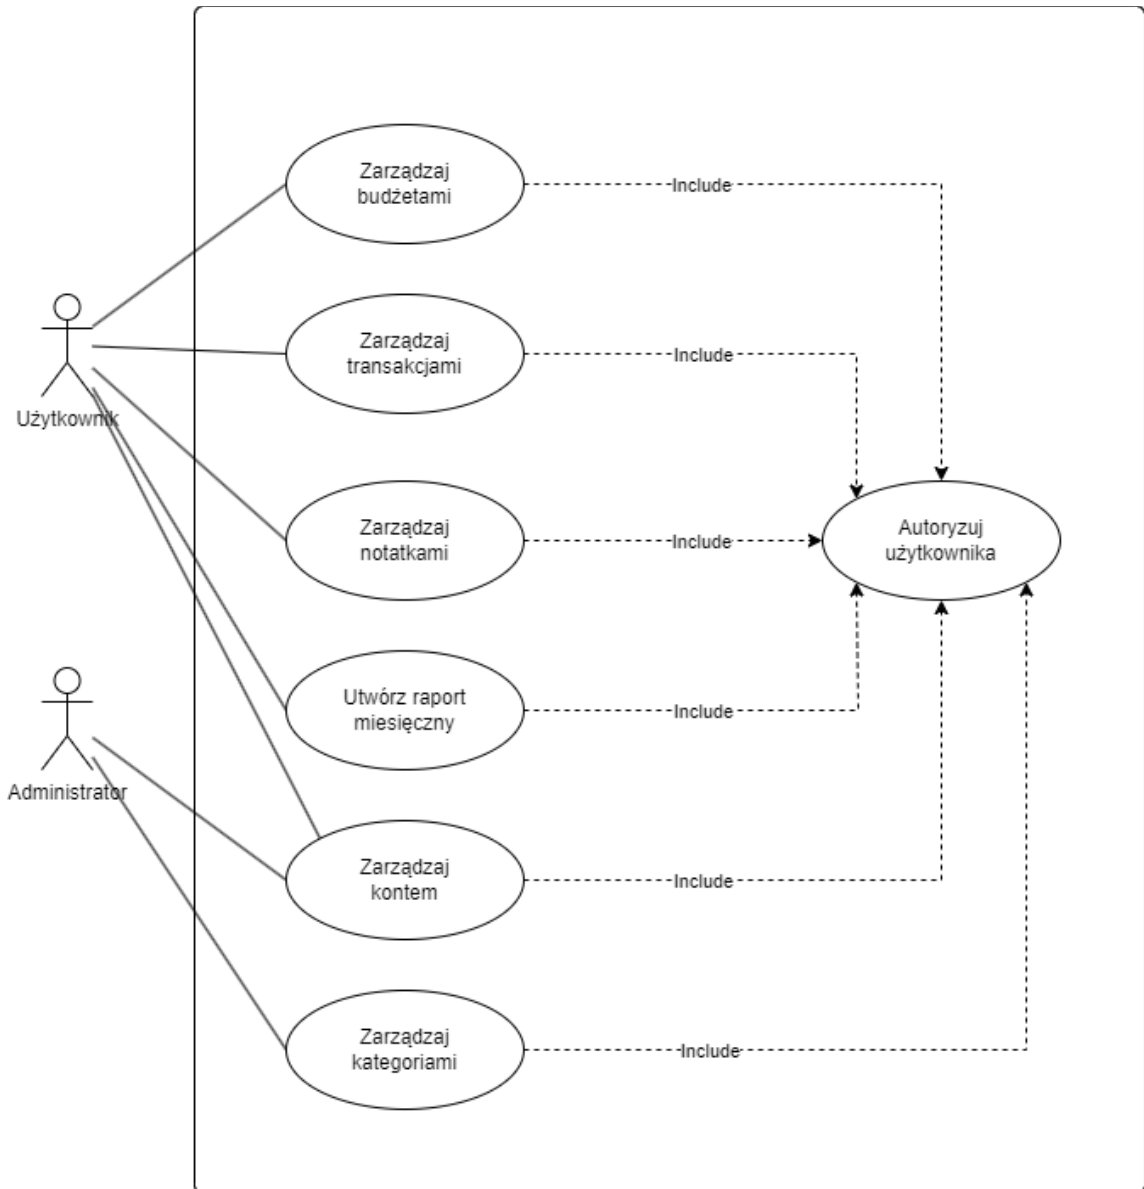 Zarządzaj
budżetami
Include
Zarządzaj
transakcjami
Include
Użytkownik
Zarządzaj
notatkami
Include
Autoryzuj
użytkownika
Utwórz raport
miesięczny
Include
Administrator
Zarządzaj
kontem
Include
Zarządzaj
kategoriami
Include